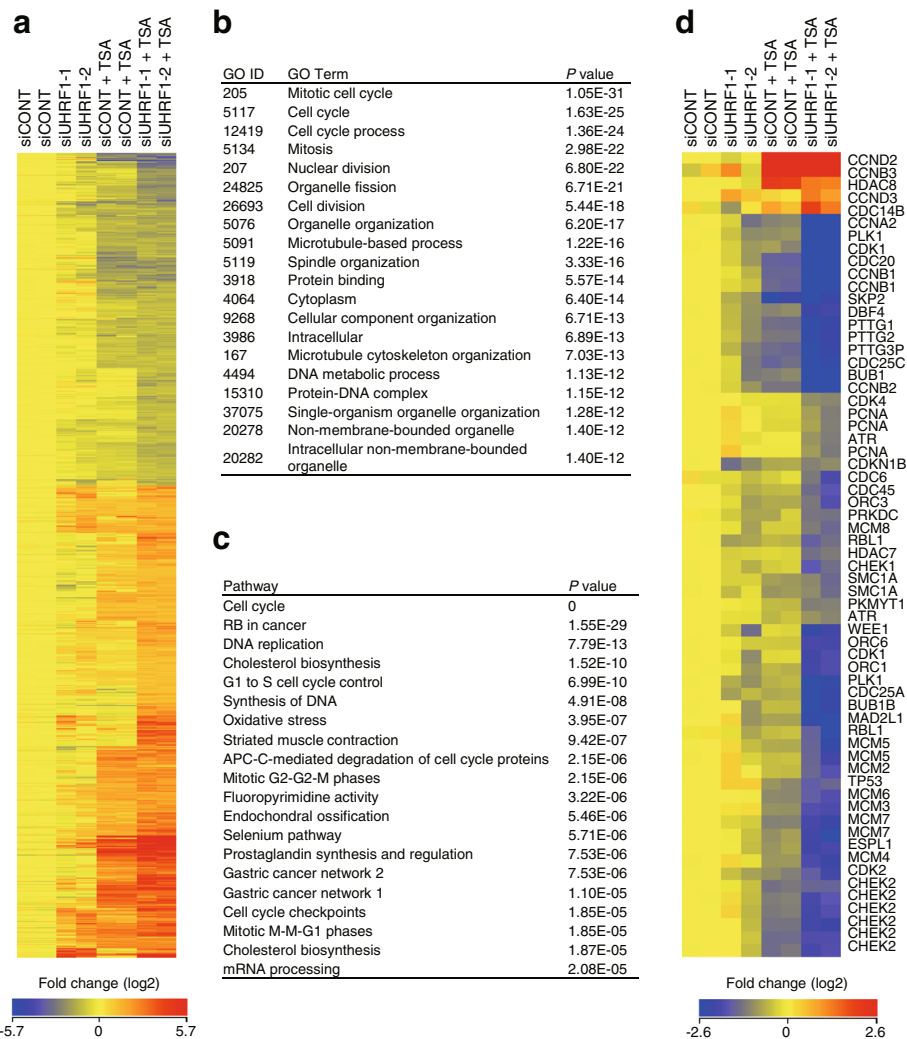 a
siCONT
siCONT
siUHRF1-1
siUHRF1-2
siCONT + TSA
siCONT + TSA
siUHRF1-1 + TSA
siUHRF1-2 + TSA
Fold change (log2)
-5.7 0 5.7
b
GO ID GO Term P value
205 Mitotic cell cycle 1.05E-31
5117 Cell cycle 1.63E-25
12419 Cell cycle process 1.36E-24
5134 Mitosis 2.98E-22
207 Nuclear division 6.80E-22
24825 Organelle fission 6.71E-21
26693 Cell division 5.44E-18
5076 Organelle organization 6.20E-17
5091 Microtubule-based process 1.22E-16
5119 Spindle organization 3.33E-16
3918 Protein binding 5.57E-14
4064 Cytoplasm 6.40E-14
9268 Cellular component organization 6.71E-13
3986 Intracellular 6.89E-13
167 Microtubule cytoskeleton organization 7.03E-13
4494 DNA metabolic process 1.13E-12
15310 Protein-DNA complex 1.15E-12
37075 Single-organism organelle organization 1.28E-12
20278 Non-membrane-bounded organelle 1.40E-12
20282 Intracellular non-membrane-bounded organelle 1.40E-12
c
Pathway P value
Cell cycle 0
RB in cancer 1.55E-29
DNA replication 7.79E-13
Cholesterol biosynthesis 1.52E-10
G1 to S cell cycle control 6.99E-10
Synthesis of DNA 4.91E-08
Oxidative stress 3.95E-07
Striated muscle contraction 9.42E-07
APC-C-mediated degradation of cell cycle proteins 2.15E-06
Mitotic G2-G2-M phases 2.15E-06
Fluoropyrimidine activity 3.22E-06
Endochondral ossification 5.46E-06
Selenium pathway 5.71E-06
Prostaglandin synthesis and regulation 7.53E-06
Gastric cancer network 2 7.53E-06
Gastric cancer network 1 1.10E-05
Cell cycle checkpoints 1.85E-05
Mitotic M-M-G1 phases 1.85E-05
Cholesterol biosynthesis 1.87E-05
mRNA processing 2.08E-05
d
siCONT
siCONT
siUHRF1-1
siUHRF1-2
siCONT + TSA
siCONT + TSA
siUHRF1-1 + TSA
siUHRF1-2 + TSA
CCND2
CCNB3
HDAC8
CCND3
CDC14B
CCNA2
PLK1
CDK1
CDC20
CCNB1
CCNB1
SKP2
DBF4
PTTG1
PTTG2
PTTG3P
CDC25C
BUB1
CCNB2
CDK4
PCNA
PCNA
ATR
PCNA
CDKN1B
CDC6
CDC45
ORC3
PRKDC
MCM8
RBL1
HDAC7
CHEK1
SMC1A
SMC1A
PKMYT1
ATR
WEE1
ORC6
CDK1
ORC1
PLK1
CDC25A
BUB1B
MAD2L1
RBL1
MCM5
MCM5
MCM2
TP53
MCM6
MCM3
MCM7
MCM7
ESPL1
MCM4
CDK2
CHEK2
CHEK2
CHEK2
CHEK2
CHEK2
CHEK2
Fold change (log2)
-2.6 0 2.6